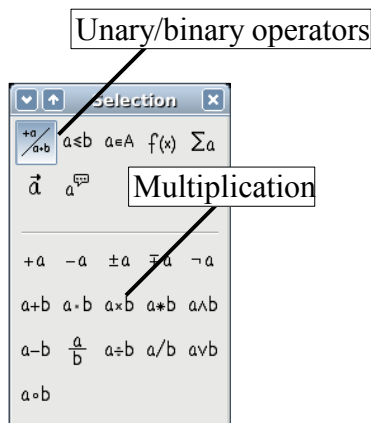 Unary/binary operators
Selection
+a/a+b a≤b a∈A f(x) Σa
a⃗ a
Multiplication
+a −a ±a ∓a ¬a
a+b a·b a×b a∗b a∧b
a−b a/b a÷b a/b a∨b
a∘b